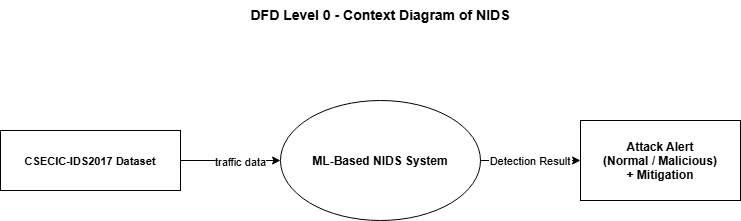 DFD Level 0 - Context Diagram of NIDS
CSECIC-IDS2017 Dataset
traffic data
ML-Based NIDS System
Detection Result
Attack Alert
(Normal / Malicious)
+ Mitigation